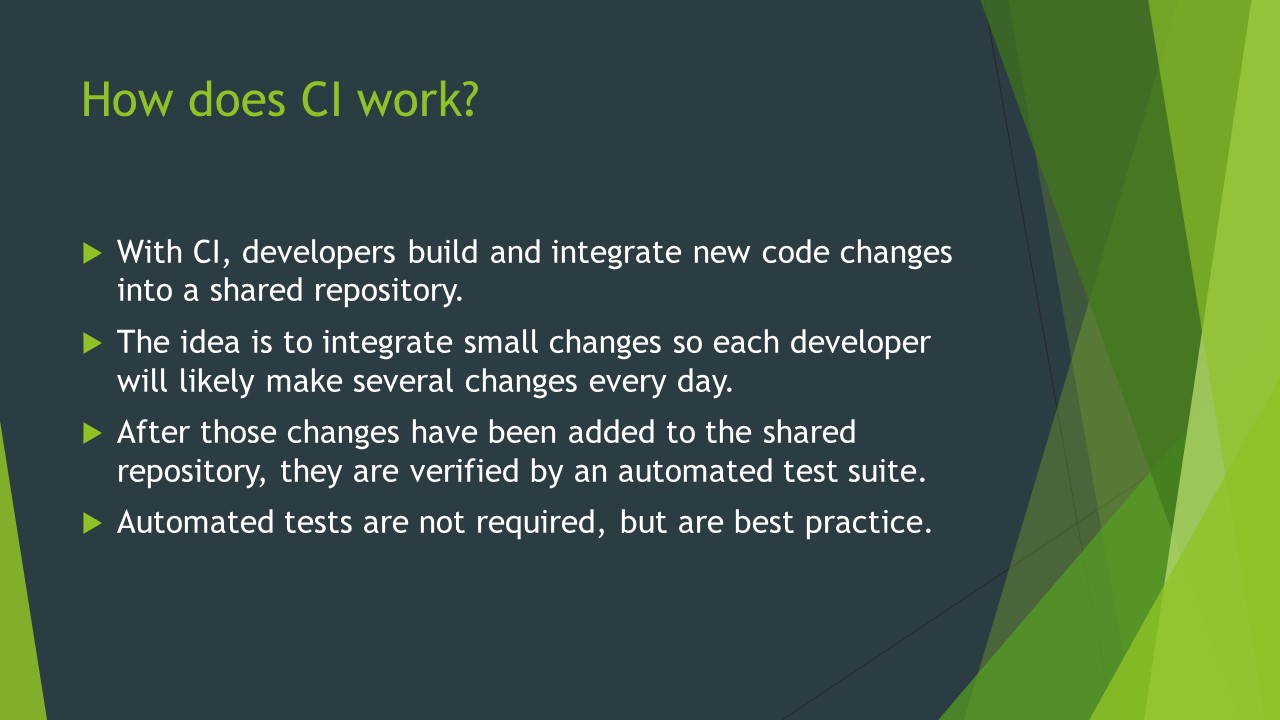 How does CI work?
With CI, developers build and integrate new code changes
into a shared repository.
The idea is to integrate small changes so each developer
will likely make several changes every day.
After those changes have been added to the shared
repository, they are verified by an automated test suite.
Automated tests are not required, but are best practice.